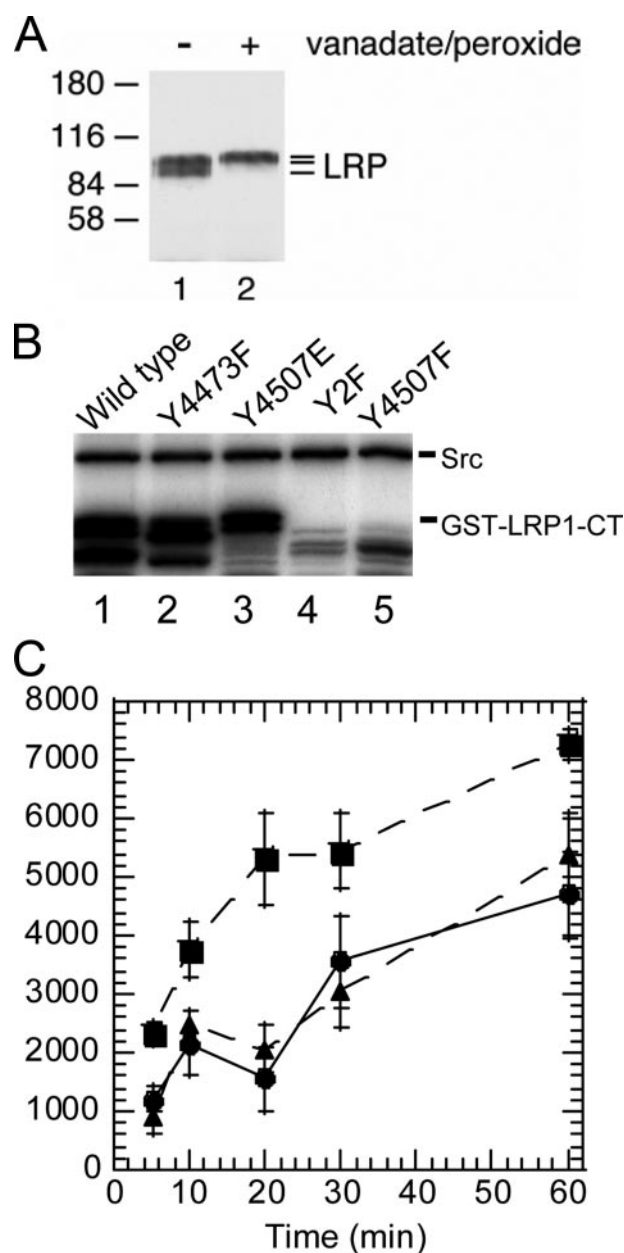 A
- + vanadate/peroxide
180 –
116 –
84 –
58 –
LRP
1 2
B
Wild type
Y4473F
Y4507E
Y2F
Y4507F
Src
GST-LRP1-CT
1 2 3 4 5
C
8000
7000
6000
5000
4000
3000
2000
1000
0
0 10 20 30 40 50 60
Time (min)